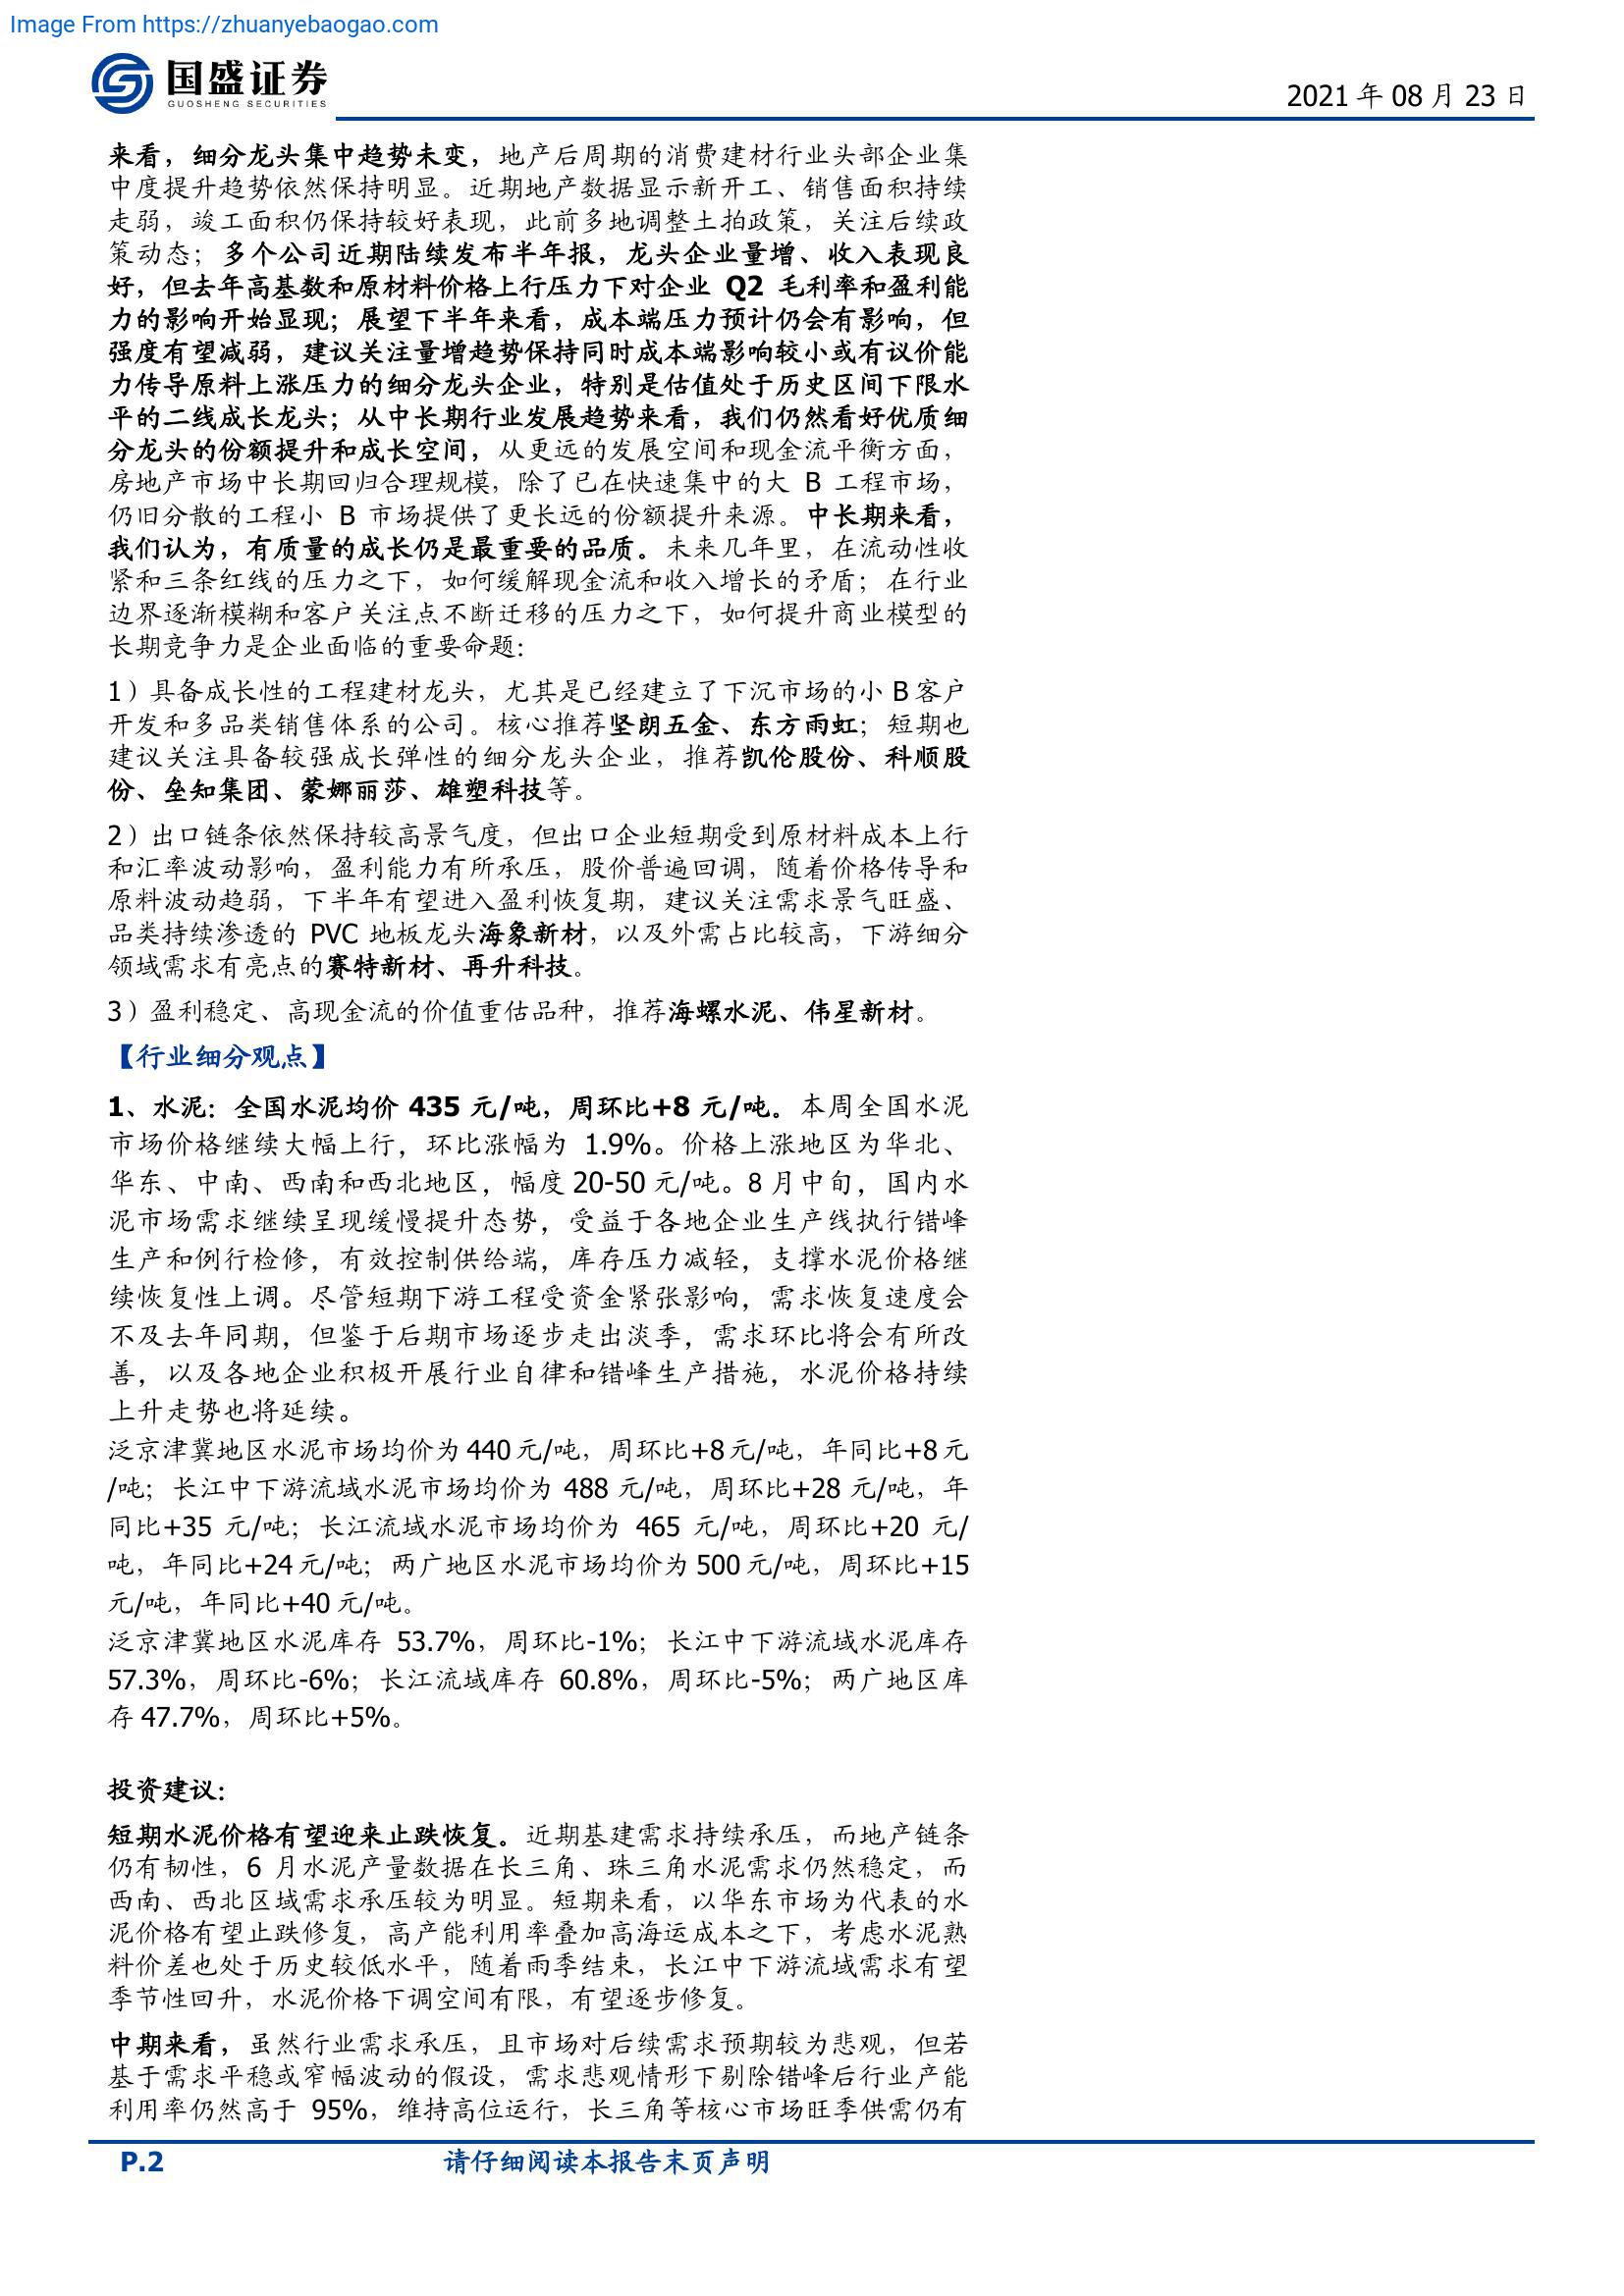 Image From https://zhuanyebaogao.com
国盛证券
GUOSHENG SECURITIES
2021 年 08 月 23 日
来看，细分龙头集中趋势未变，地产后周期的消费建材行业头部企业集
中度提升趋势依然保持明显。近期地产数据显示新开工、销售面积持续
走弱，竣工面积仍保持较好表现，此前多地调整土拍政策，关注后续政
策动态；多个公司近期陆续发布半年报，龙头企业量增、收入表现良
好，但去年高基数和原材料价格上行压力下对企业 Q2 毛利率和盈利能
力的影响开始显现；展望下半年来看，成本端压力预计仍会有影响，但
强度有望减弱，建议关注量增趋势保持同时成本端影响较小或有议价能
力传导原料上涨压力的细分龙头企业，特别是估值处于历史区间下限水
平的二线成长龙头；从中长期行业发展趋势来看，我们仍然看好优质细
分龙头的份额提升和成长空间，从更远的发展空间和现金流平衡方面，
房地产市场中长期回归合理规模，除了已在快速集中的大 B 工程市场，
仍旧分散的工程小 B 市场提供了更长远的份额提升来源。中长期来看，
我们认为，有质量的成长仍是最重要的品质。未来几年里，在流动性收
紧和三条红线的压力之下，如何缓解现金流和收入增长的矛盾；在行业
边界逐渐模糊和客户关注点不断迁移的压力之下，如何提升商业模型的
长期竞争力是企业面临的重要命题：
1）具备成长性的工程建材龙头，尤其是已经建立了下沉市场的小 B 客户
开发和多品类销售体系的公司。核心推荐坚朗五金、东方雨虹；短期也
建议关注具备较强成长弹性的细分龙头企业，推荐凯伦股份、科顺股
份、垒知集团、蒙娜丽莎、雄塑科技等。
2）出口链条依然保持较高景气度，但出口企业短期受到原材料成本上行
和汇率波动影响，盈利能力有所承压，股价普遍回调，随着价格传导和
原料波动趋弱，下半年有望进入盈利恢复期，建议关注需求景气旺盛、
品类持续渗透的 PVC 地板龙头海象新材，以及外需占比较高，下游细分
领域需求有亮点的赛特新材、再升科技。
3）盈利稳定、高现金流的价值重估品种，推荐海螺水泥、伟星新材。
【行业细分观点】
1、水泥：全国水泥均价 435 元/吨，周环比+8 元/吨。本周全国水泥
市场价格继续大幅上行，环比涨幅为 1.9%。价格上涨地区为华北、
华东、中南、西南和西北地区，幅度 20-50 元/吨。8 月中旬，国内水
泥市场需求继续呈现缓慢提升态势，受益于各地企业生产线执行错峰
生产和例行检修，有效控制供给端，库存压力减轻，支撑水泥价格继
续恢复性上调。尽管短期下游工程受资金紧张影响，需求恢复速度会
不及去年同期，但鉴于后期市场逐步走出淡季，需求环比将会有所改
善，以及各地企业积极开展行业自律和错峰生产措施，水泥价格持续
上升走势也将延续。
泛京津冀地区水泥市场均价为 440 元/吨，周环比+8 元/吨，年同比+8 元
/吨；长江中下游流域水泥市场均价为 488 元/吨，周环比+28 元/吨，年
同比+35 元/吨；长江流域水泥市场均价为 465 元/吨，周环比+20 元/
吨，年同比+24 元/吨；两广地区水泥市场均价为 500 元/吨，周环比+15
元/吨，年同比+40 元/吨。
泛京津冀地区水泥库存 53.7%，周环比-1%；长江中下游流域水泥库存
57.3%，周环比-6%；长江流域库存 60.8%，周环比-5%；两广地区库
存 47.7%，周环比+5%。
投资建议：
短期水泥价格有望迎来止跌恢复。近期基建需求持续承压，而地产链条
仍有韧性，6 月水泥产量数据在长三角、珠三角水泥需求仍然稳定，而
西南、西北区域需求承压较为明显。短期来看，以华东市场为代表的水
泥价格有望止跌修复，高产能利用率叠加高海运成本之下，考虑水泥熟
料价差也处于历史较低水平，随着雨季结束，长江中下游流域需求有望
季节性回升，水泥价格下调空间有限，有望逐步修复。
中期来看，虽然行业需求承压，且市场对后续需求预期较为悲观，但若
基于需求平稳或窄幅波动的假设，需求悲观情形下剔除错峰后行业产能
利用率仍然高于 95%，维持高位运行，长三角等核心市场旺季供需仍有
P.2
请仔细阅读本报告末页声明